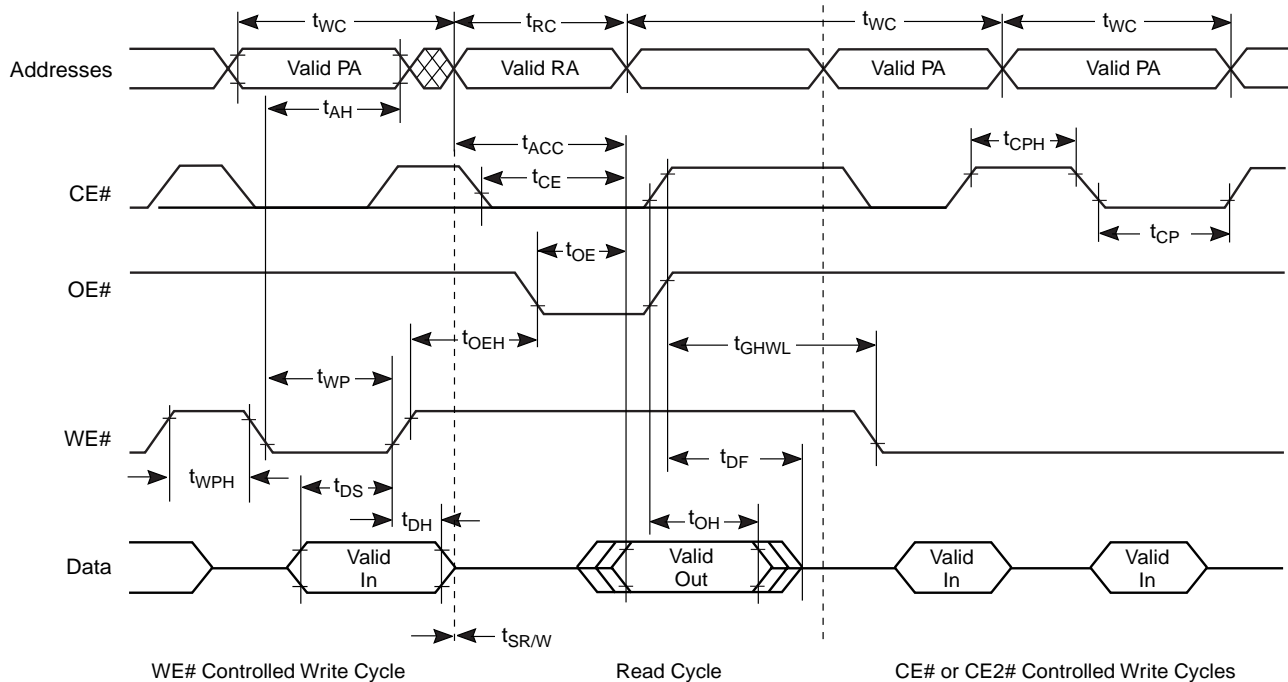 tWC
tRC
tWC
tWC
Addresses
Valid PA
Valid RA
Valid PA
Valid PA
tAH
tACC
tCPH
tCE
CE#
tCP
tOE
OE#
tOEH
tGHWL
tWP
WE#
tDF
tWPH
tDS
tDH
tOH
Data
Valid
In
Valid
Out
Valid
In
Valid
In
tSR/W
WE# Controlled Write Cycle
Read Cycle
CE# or CE2# Controlled Write Cycles